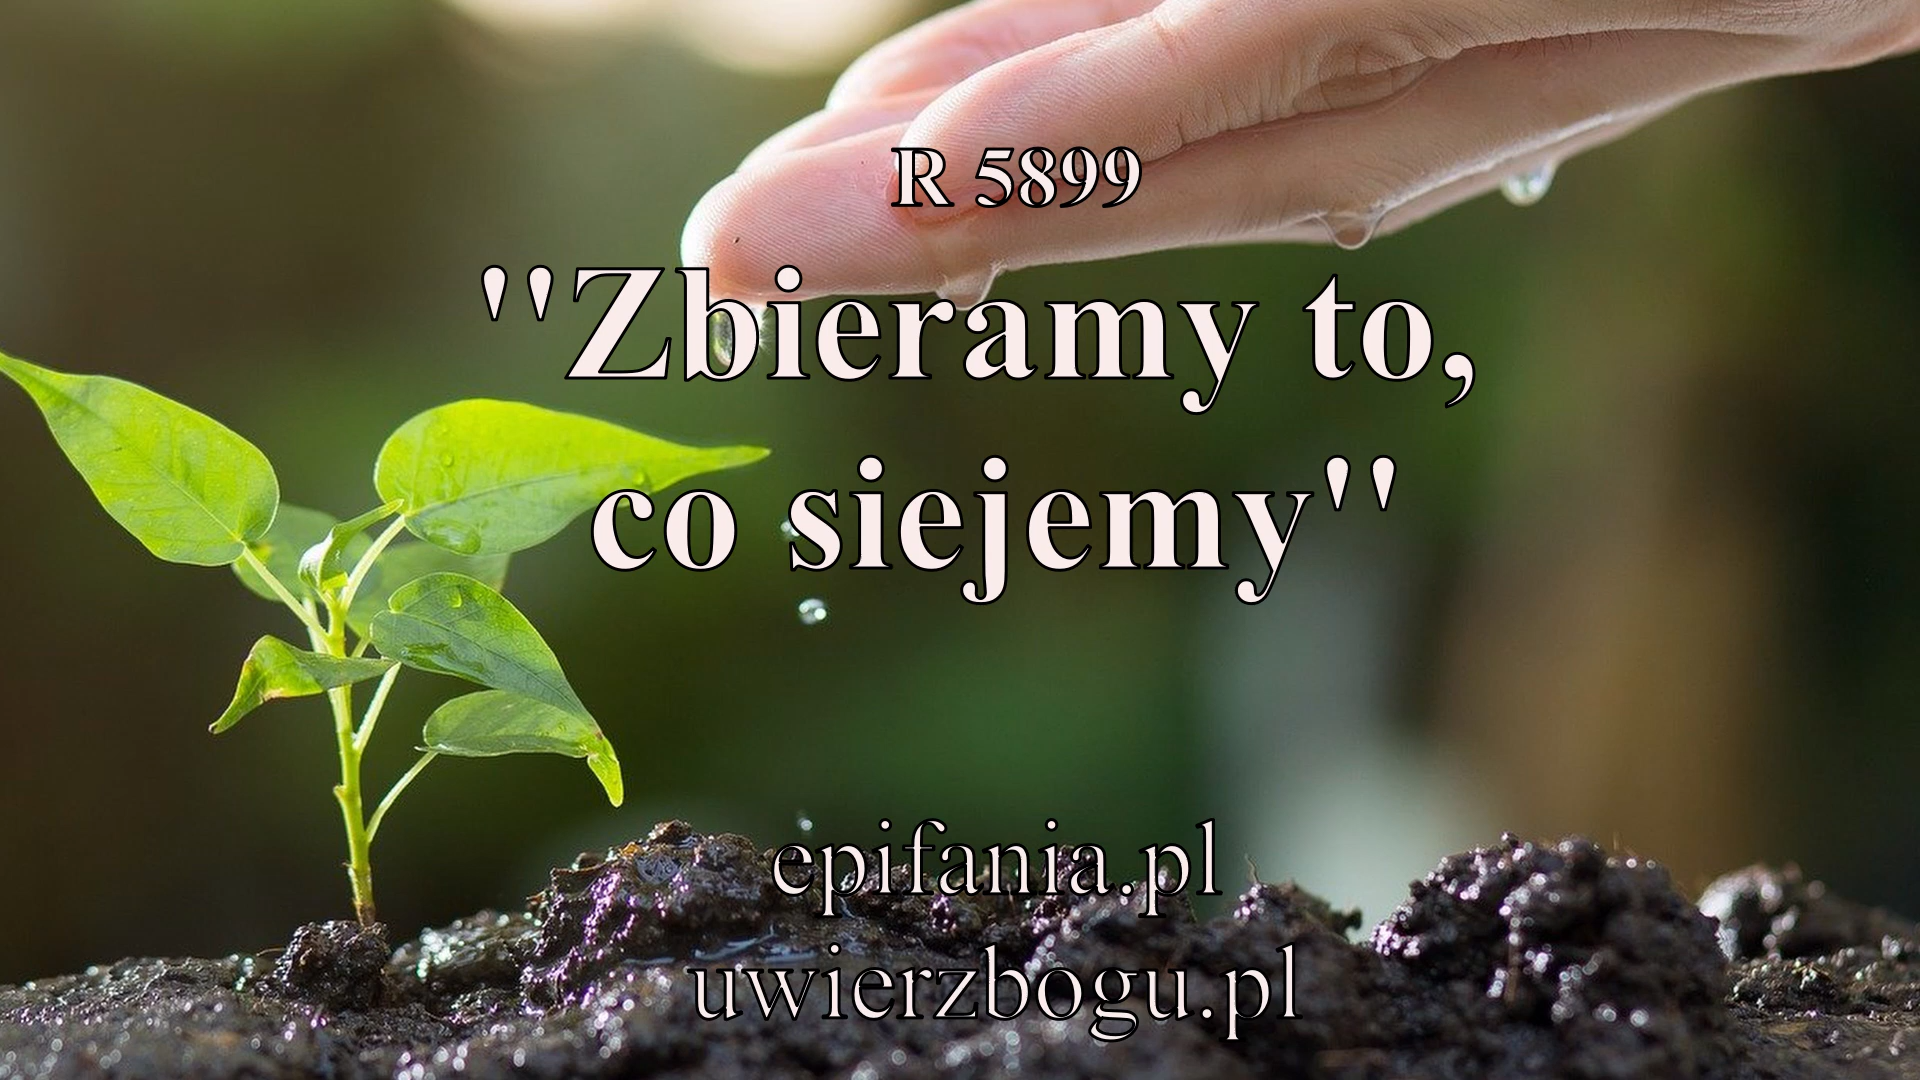 R 5899
"Zbieramy to,
co siejemy"
epifania.pl
uwierzbogu.pl